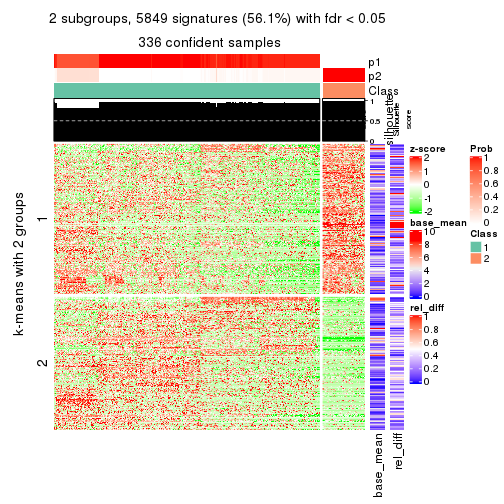 2 subgroups, 5849 signatures (56.1%) with fdr < 0.05
336 confident samples
p1
p2
Class
silhouette
Silhouette
score
1
0.5
0
k-means with 2 groups
1
2
base_mean
rel_diff
z-score
2
1
0
-1
-2
base_mean
10
8
6
4
2
0
rel_diff
1
0.8
0.6
0.4
0.2
0
Prob
1
0.8
0.6
0.4
0.2
0
Class
1
2